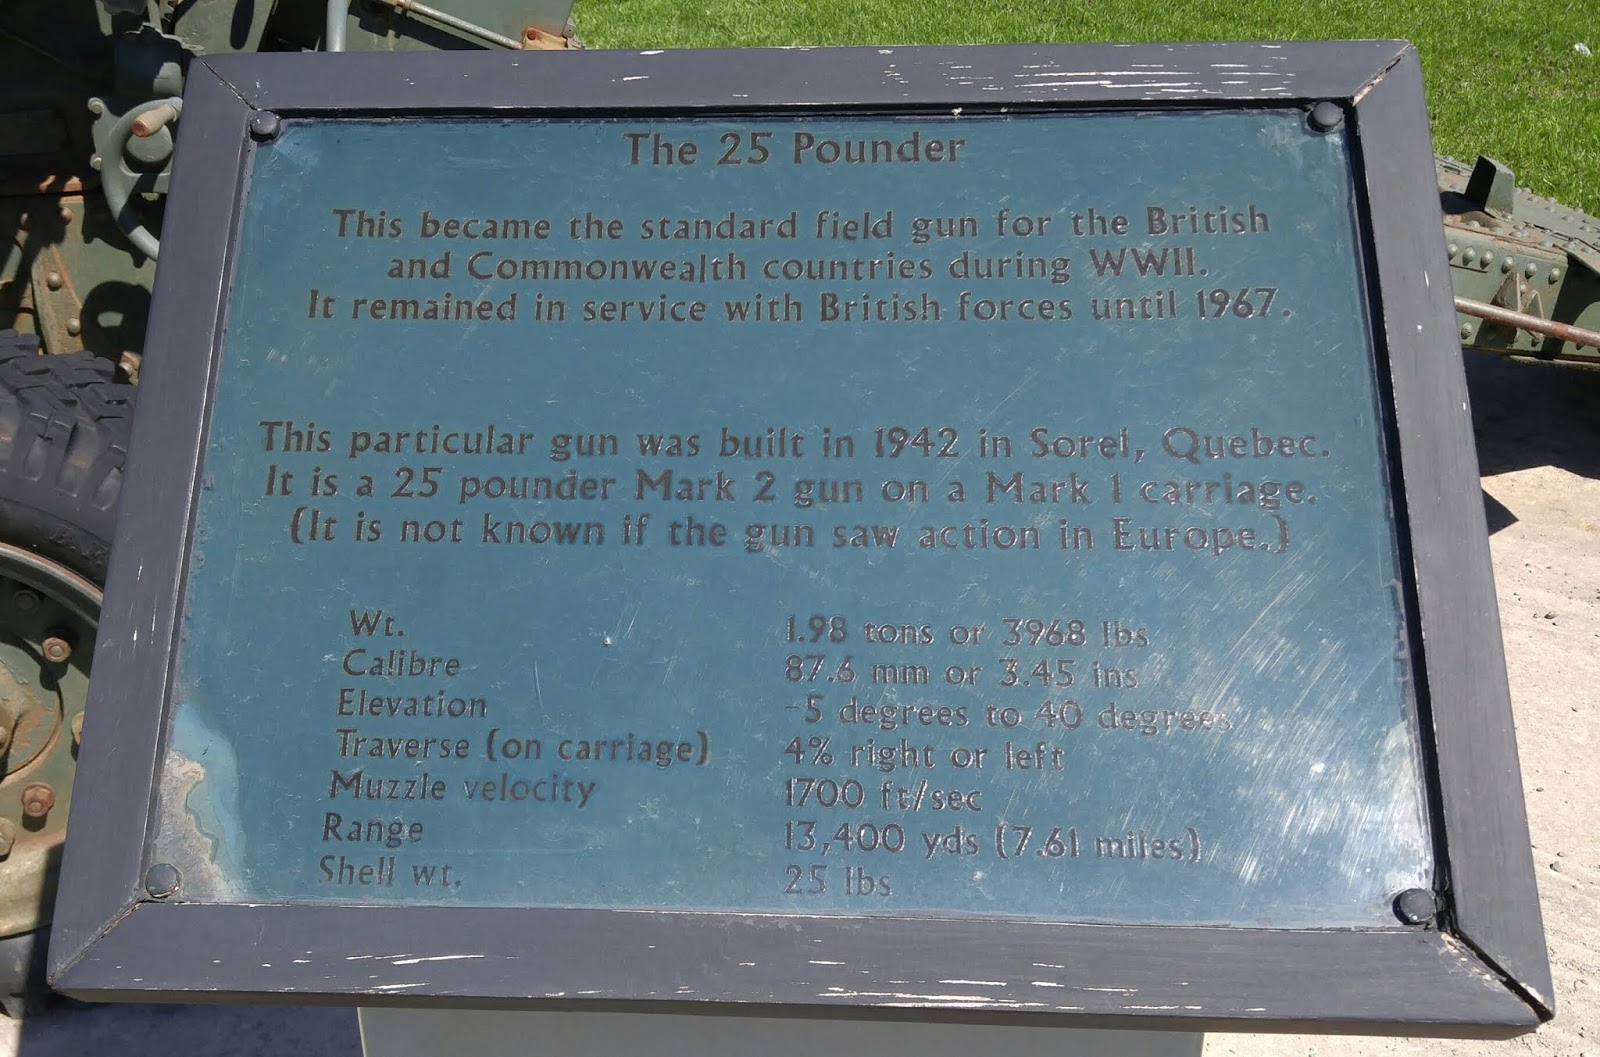 The 25 Pounder
This became the standard field gun for the British
and Commonwealth countries during WWII.
It remained in service with British forces until 1967.
This particular gun was built in 1942 in Sorel, Quebec.
It is a 25 pounder Mark 2 gun on a Mark 1 carriage.
(It is not known if the gun saw action in Europe.)
Wt. 1.98 tons or 3968 lbs
Calibre 87.6 mm or 3.45 ins
Elevation -5 degrees to 40 degrees
Traverse (on carriage) 4% right or left
Muzzle velocity 1700 ft/sec
Range 13,400 yds (7.61 miles)
Shell wt. 25 lbs